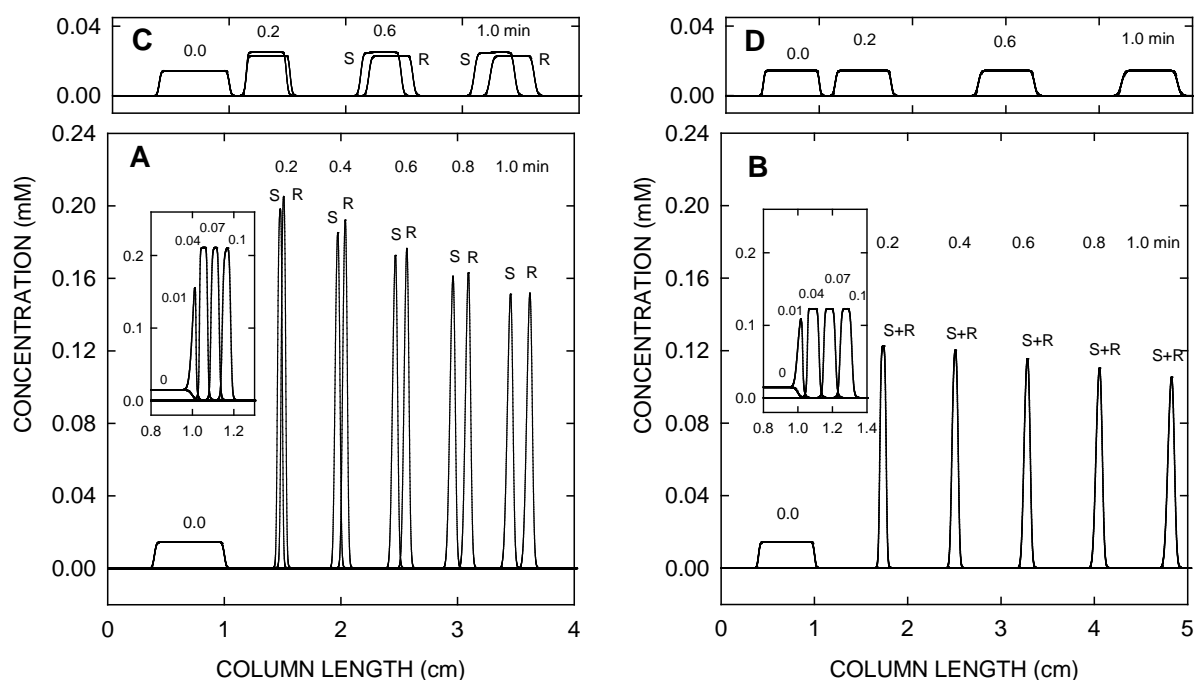 C
0.04
0.00
0.0
0.2
0.6
1.0 min
S
R
S
R
D
0.0
0.2
0.6
1.0 min
A
CONCENTRATION (mM)
0.24
0.20
0.16
0.12
0.08
0.04
0.00
0.2 0.4 0.6 0.8 1.0 min
S R
S R
S R
S R
S R
0.0
0.2
0.1
0.0
0
0.01
0.04
0.07
0.1
0.8 1.0 1.2
0 1 2 3 4
COLUMN LENGTH (cm)
B
CONCENTRATION (mM)
0.24
0.20
0.16
0.12
0.08
0.04
0.00
0.2 0.4 0.6 0.8 1.0 min
S+R S+R S+R S+R S+R
0.0
0.2
0.1
0.0
0
0.01
0.04
0.07
0.1
0.8 1.0 1.2 1.4
0 1 2 3 4 5
COLUMN LENGTH (cm)